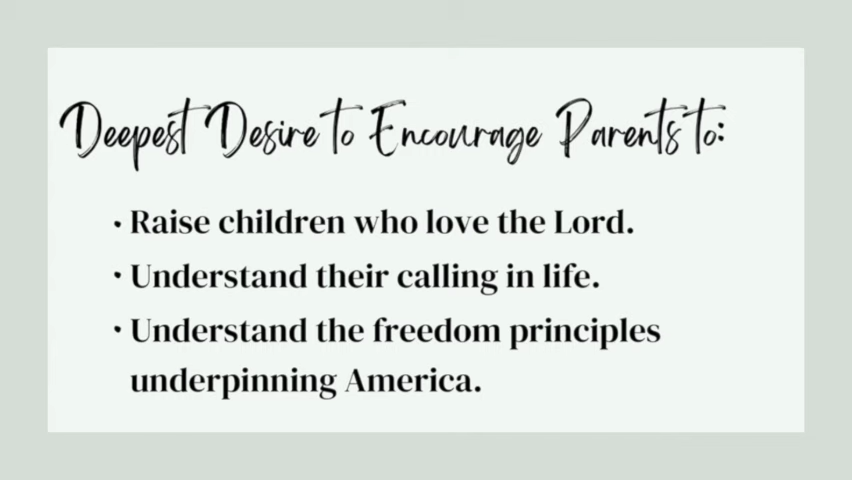 Deepest Desire to Encourage Parents to:
· Raise children who love the Lord.
· Understand their calling in life.
· Understand the freedom principles
underpinning America.